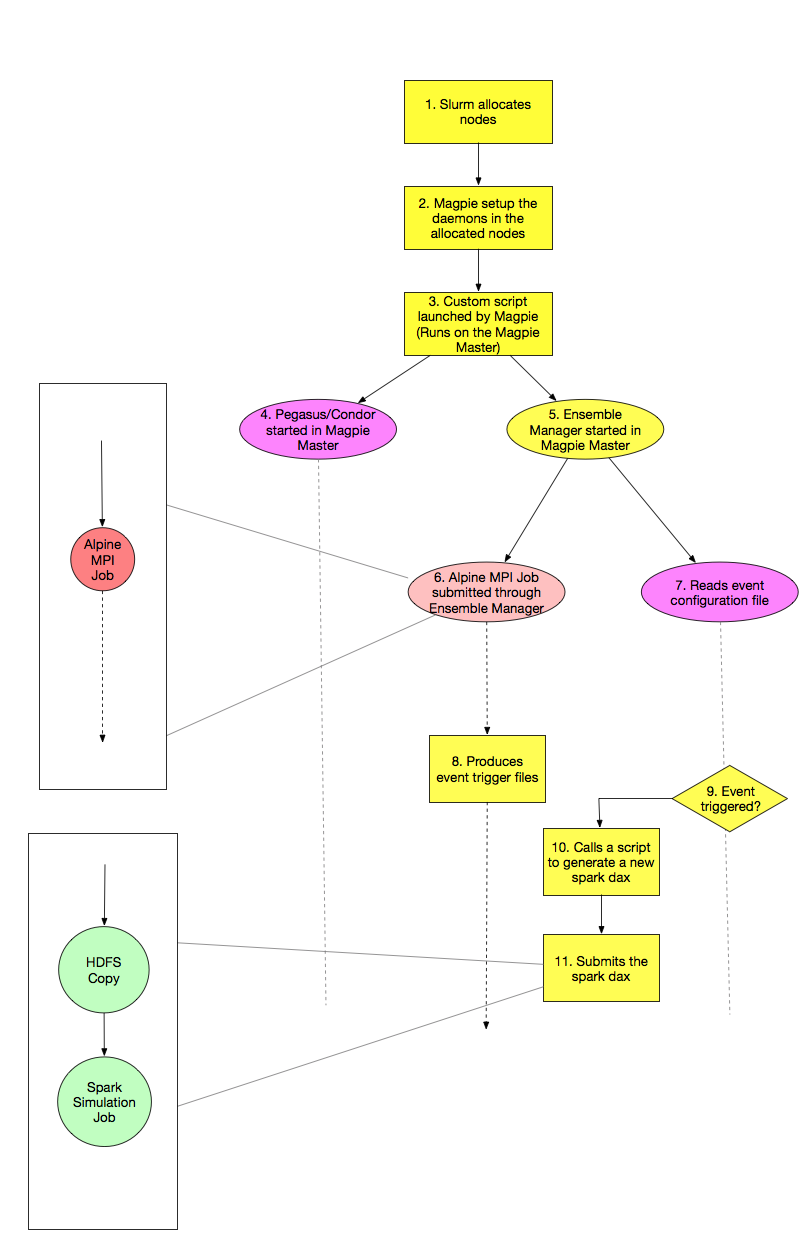 1. Slurm allocates
nodes
2. Magpie setup the
daemons in the
allocated nodes
3. Custom script
launched by Magpie
(Runs on the Magpie
Master)
4. Pegasus/Condor
started in Magpie
Master
5. Ensemble
Manager started in
Magpie Master
Alpine
MPI
Job
6. Alpine MPI Job
submitted through
Ensemble Manager
7. Reads event
configuration file
8. Produces
event trigger files
9. Event
triggered?
10. Calls a script
to generate a new
spark dax
11. Submits the
spark dax
HDFS
Copy
Spark
Simulation
Job